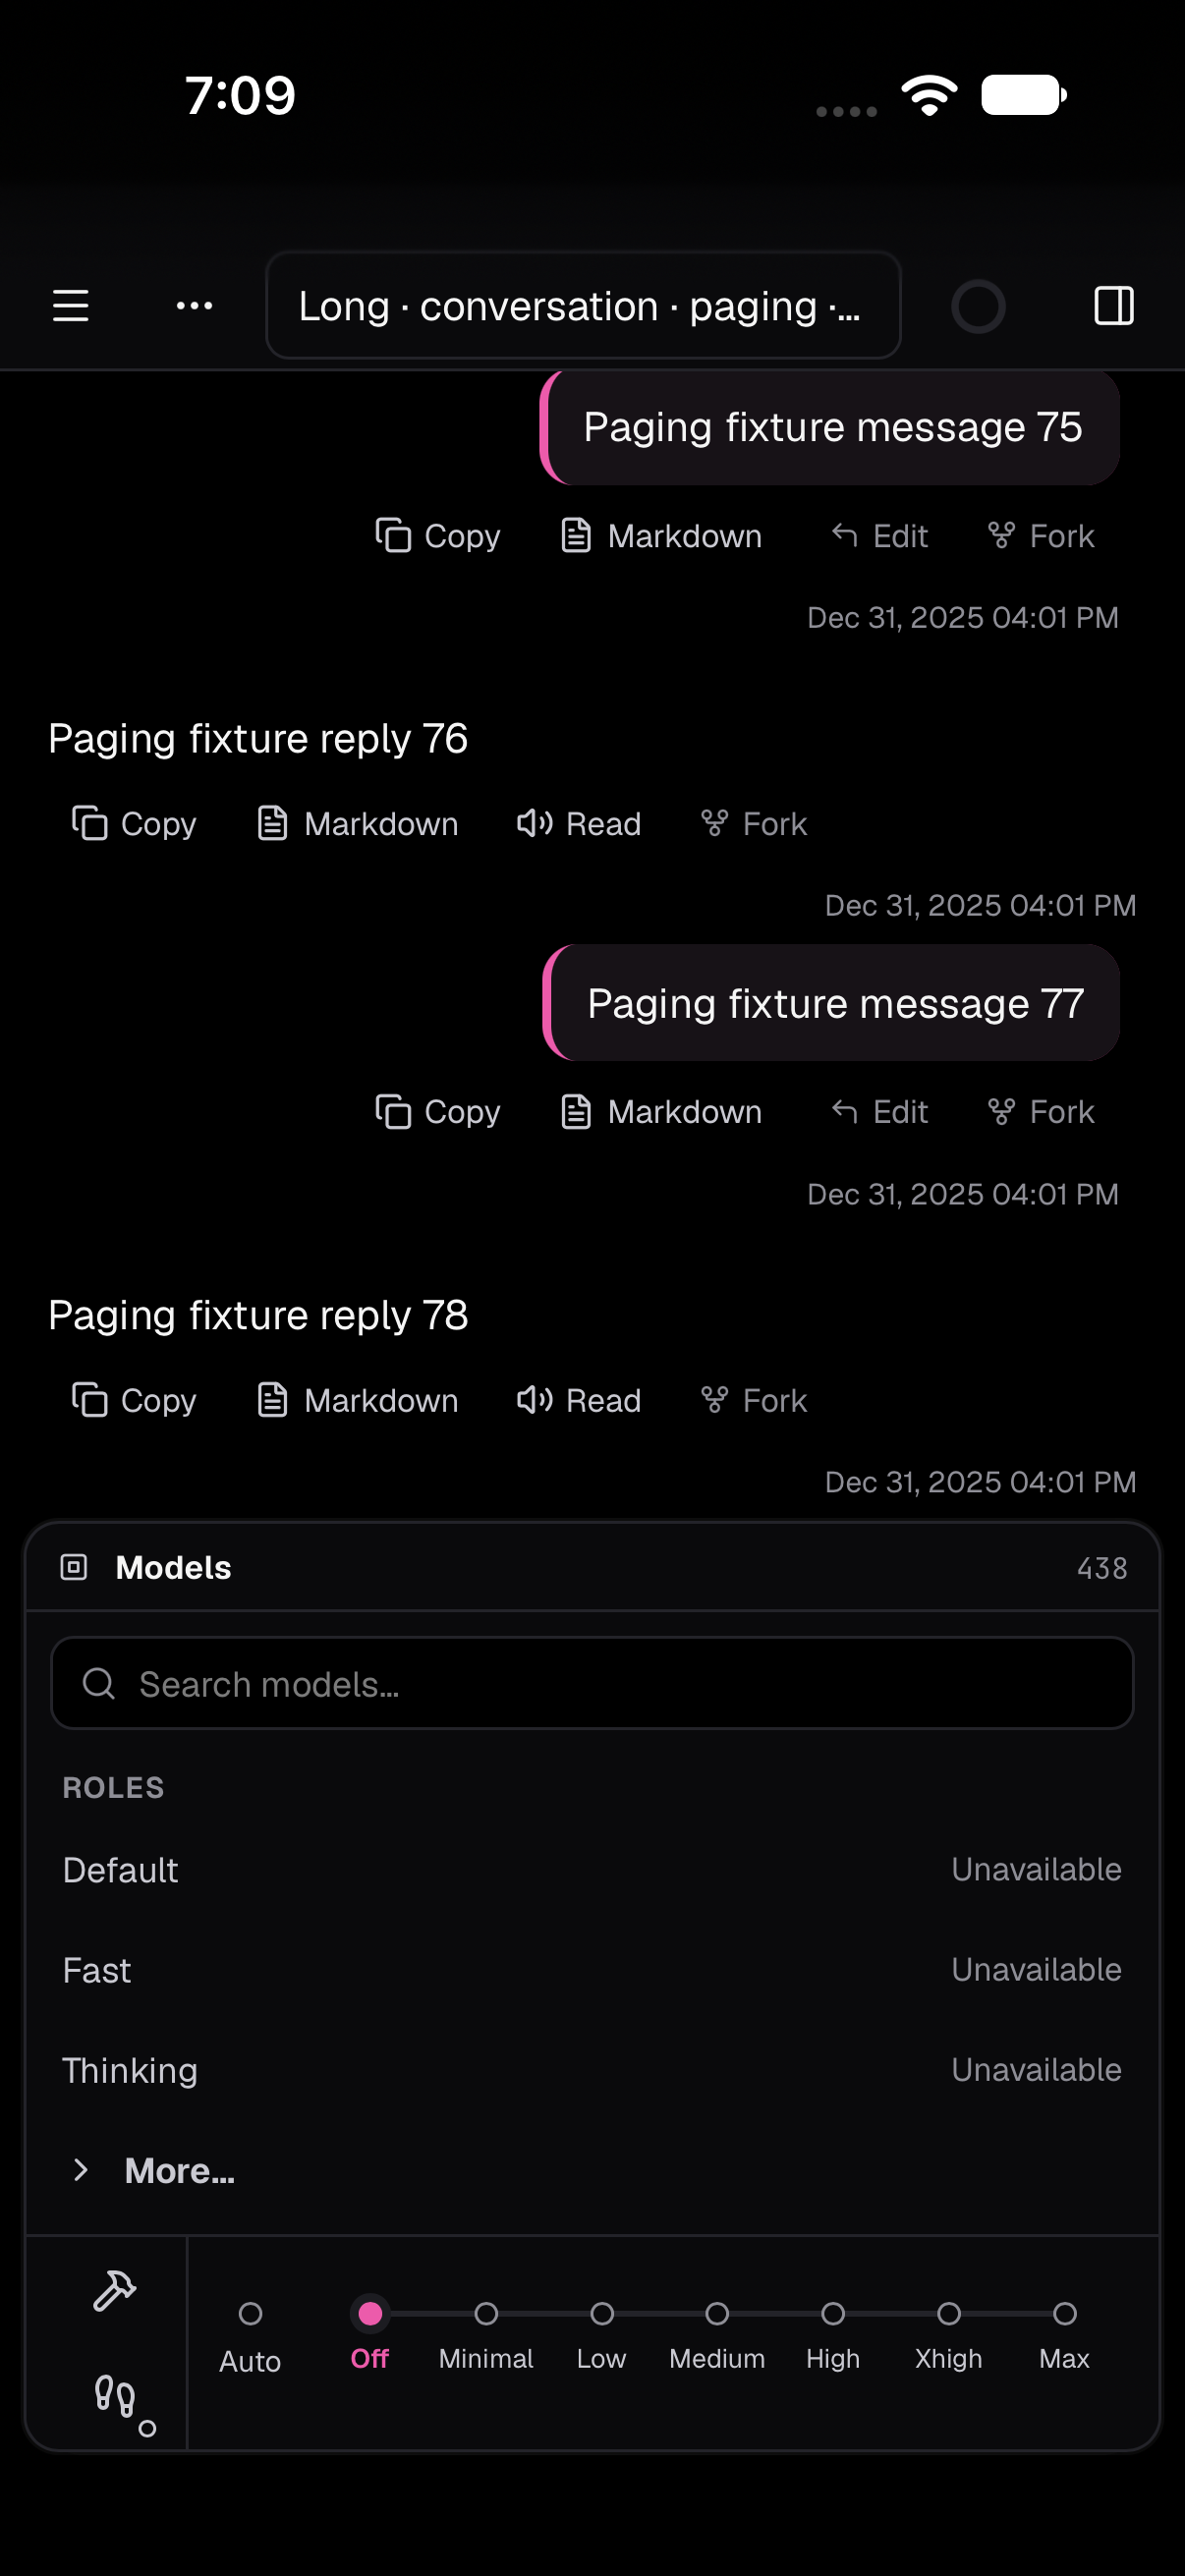 7:09
Long · conversation · paging ·...
Paging fixture message 75
Copy Markdown Edit Fork
Dec 31, 2025 04:01 PM
Paging fixture reply 76
Copy Markdown Read Fork
Dec 31, 2025 04:01 PM
Paging fixture message 77
Copy Markdown Edit Fork
Dec 31, 2025 04:01 PM
Paging fixture reply 78
Copy Markdown Read Fork
Dec 31, 2025 04:01 PM
Models 438
Search models...
ROLES
Default Unavailable
Fast Unavailable
Thinking Unavailable
More...
Auto Off Minimal Low Medium High Xhigh Max